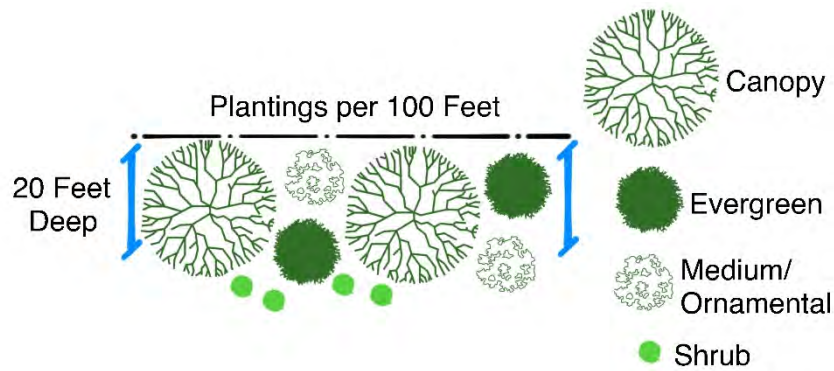 Plantings per 100 Feet
20 Feet
Deep
Canopy
Evergreen
Medium/
Ornamental
Shrub